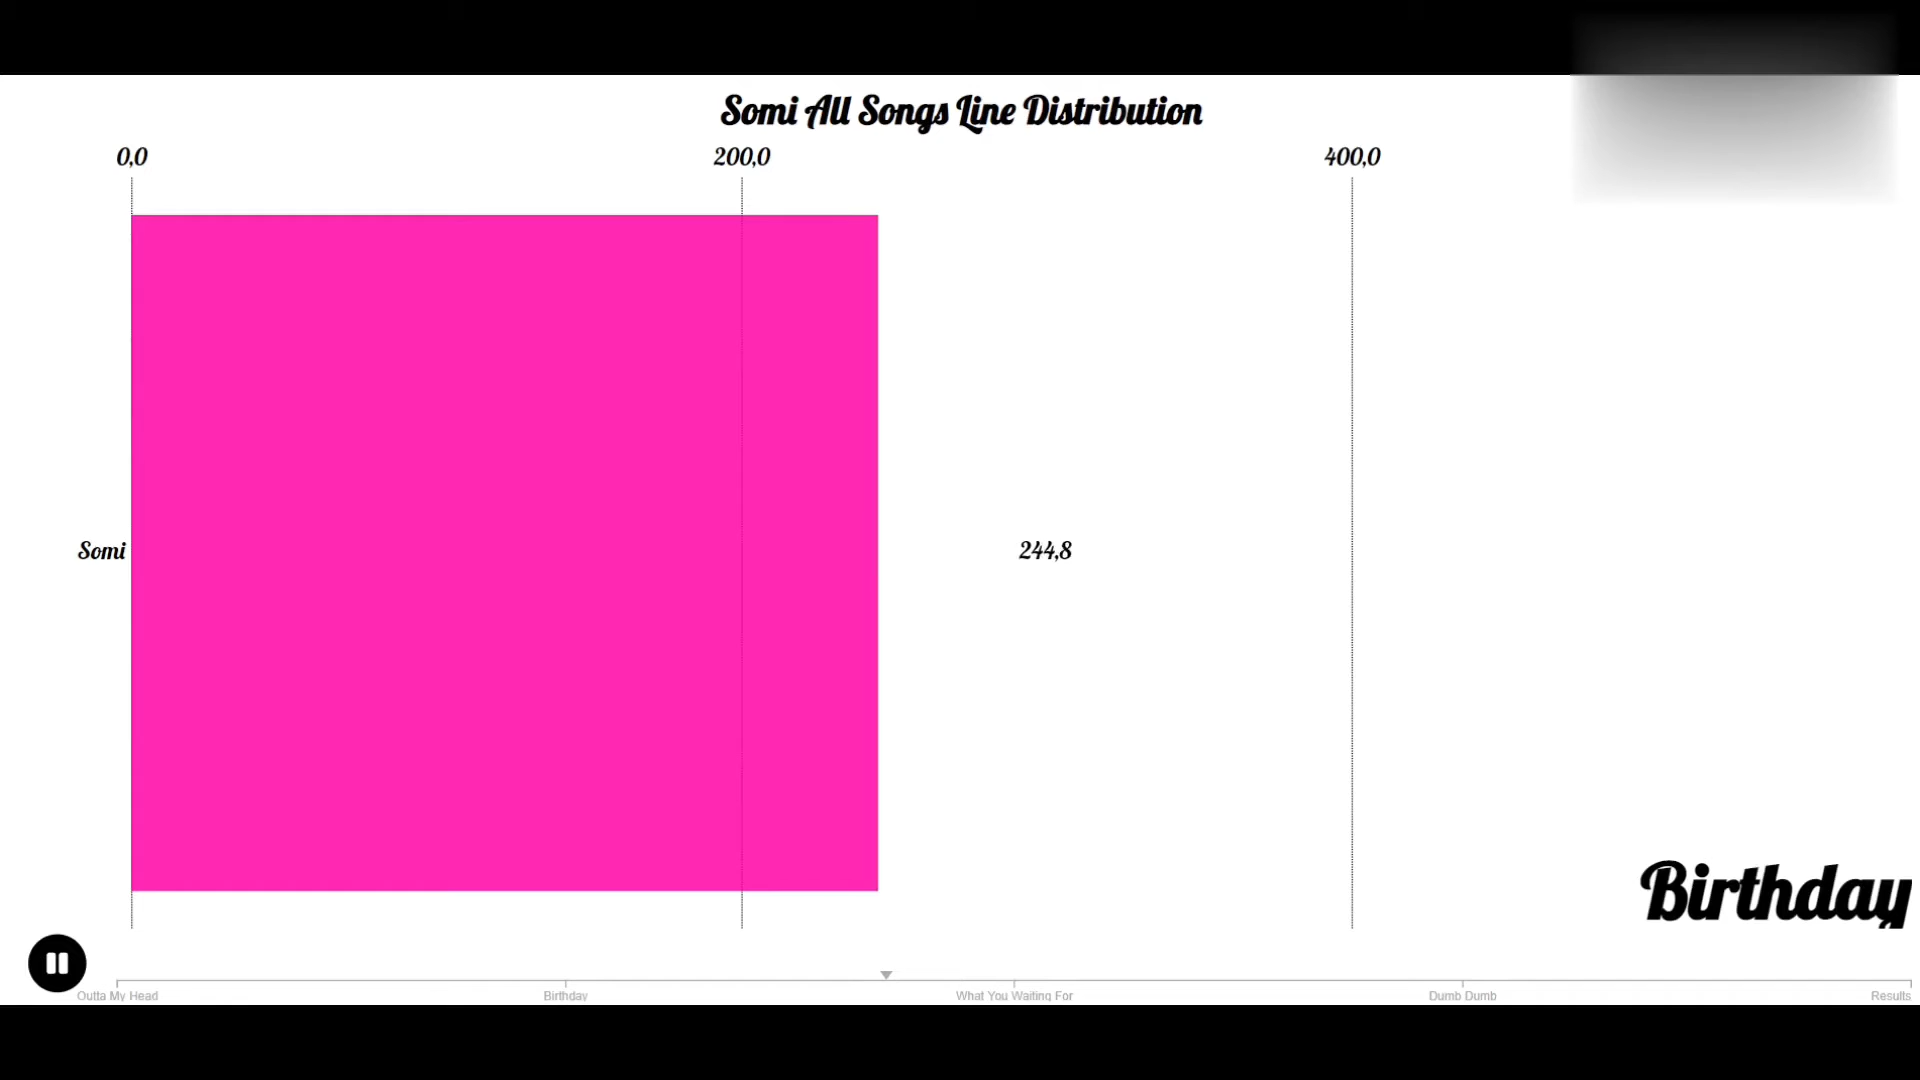 Somi All Songs Line Distribution
0,0 200,0 400,0
Somi 244,8
Birthday
Outta My Head Birthday What You Waiting For Dumb Dumb Results